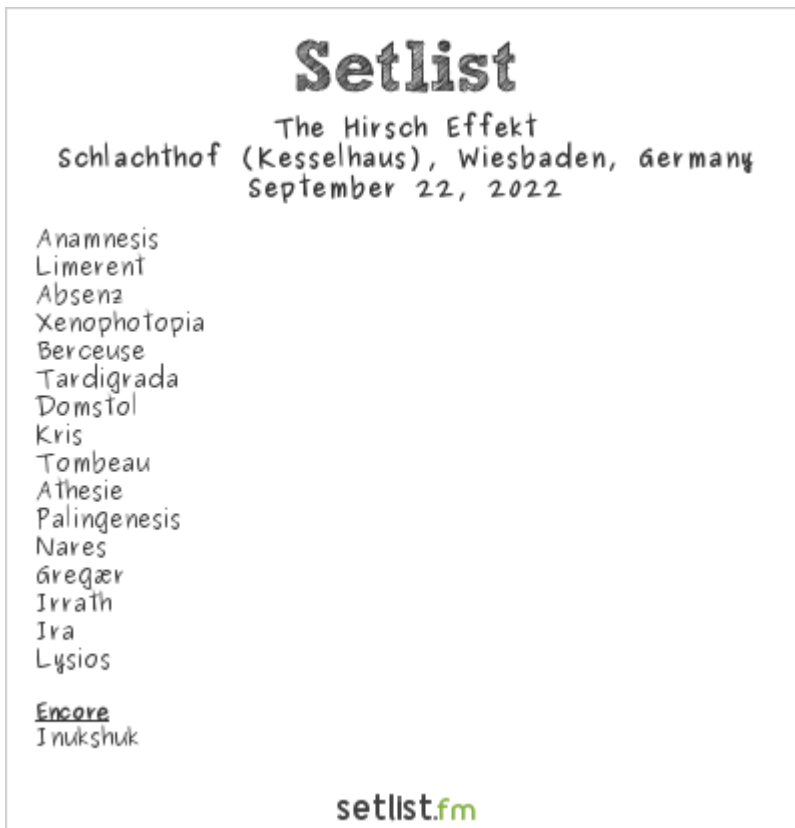 Setlist
The Hirsch Effekt
Schlachthof (Kesselhaus), Wiesbaden, Germany
September 22, 2022
Anamnesis
Limerent
Absenz
Xenophotopia
Berceuse
Tardigrada
Domstol
Kris
Tombeau
Athesie
Palingenesis
Nares
Gregær
Irrath
Ira
Lysios
Encore
Inukshuk
setlist.fm